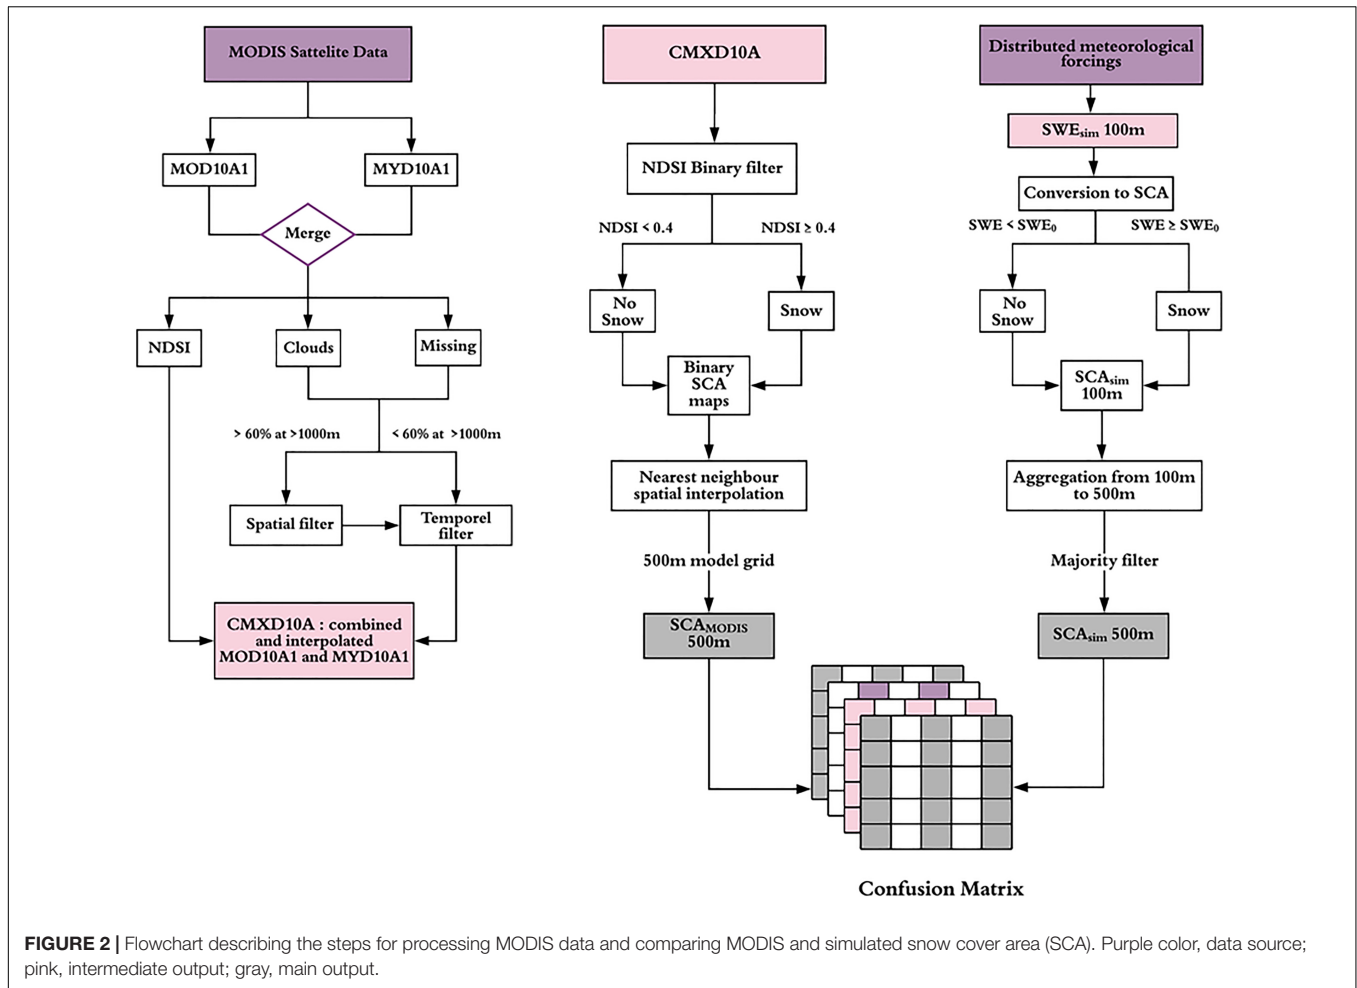 MODIS Sattelite Data
MOD10A1
MYD10A1
Merge
NDSI
Clouds
Missing
> 60% at >1000m
< 60% at >1000m
Spatial filter
Temporel
filter
CMXD10A : combined
and interpolated
MOD10A1 and MYD10A1
CMXD10A
NDSI Binary filter
NDSI < 0.4
NDSI ≥ 0.4
No
Snow
Snow
Binary
SCA
maps
Nearest neighbour
spatial interpolation
500m model grid
SCAMODIS
500m
Distributed meteorological
forcings
SWEsim 100m
Conversion to SCA
SWE < SWE0
SWE ≥ SWE0
No
Snow
Snow
SCAsim
100m
Aggregation from 100m
to 500m
Majority filter
SCAsim 500m
Confusion Matrix
FIGURE 2 | Flowchart describing the steps for processing MODIS data and comparing MODIS and simulated snow cover area (SCA). Purple color, data source;
pink, intermediate output; gray, main output.